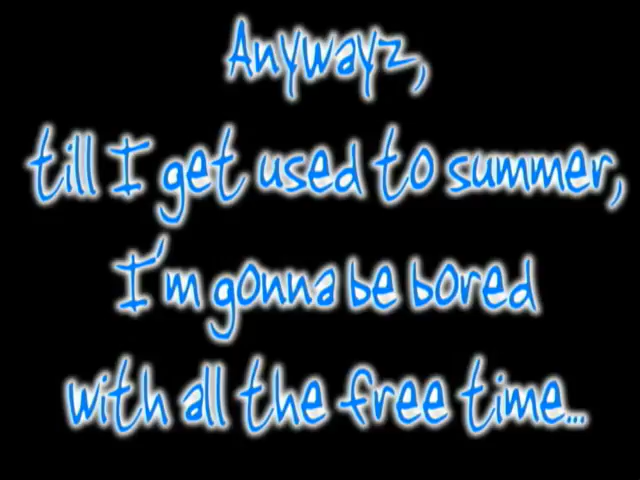 Anywayz,
till I get used to summer,
I'm gonna be bored
with all the free time...